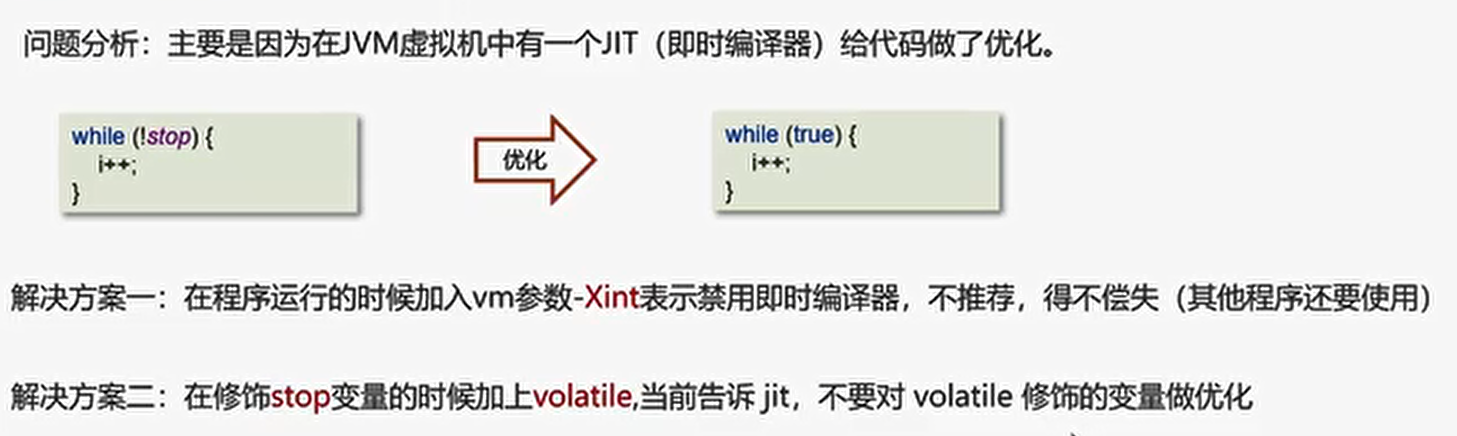 问题分析：主要是因为在JVM虚拟机中有一个JIT（即时编译器）给代码做了优化。
while (!stop) {
i++;
}
优化
while (true) {
i++;
}
解决方案一：在程序运行的时候加入vm参数-Xint表示禁用即时编译器，不推荐，得不偿失（其他程序还要使用）
解决方案二：在修饰stop变量的时候加上volatile,当前告诉 jit，不要对 volatile 修饰的变量做优化